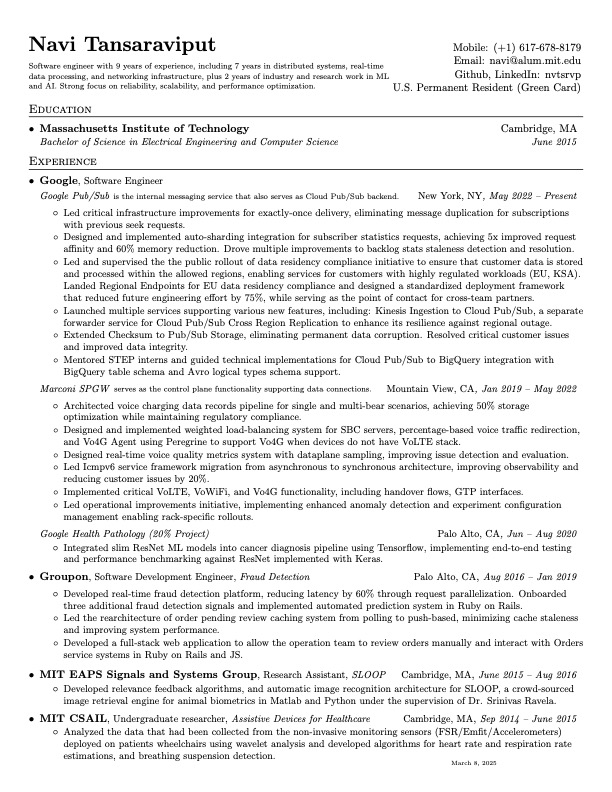 Navi Tansaraviput
Software engineer with 9 years of experience, including 7 years in distributed systems, real-time
data processing, and networking infrastructure, plus 2 years of industry and research work in ML
and AI. Strong focus on reliability, scalability, and performance optimization.
Mobile: (+1) 617-678-8179
Email: navi@alum.mit.edu
Github, LinkedIn: nvtsrvp
U.S. Permanent Resident (Green Card)
Education
• Massachusetts Institute of Technology Cambridge, MA
Bachelor of Science in Electrical Engineering and Computer Science June 2015
Experience
• Google, Software Engineer
Google Pub/Sub is the internal messaging service that also serves as Cloud Pub/Sub backend. New York, NY, May 2022 – Present
◦ Led critical infrastructure improvements for exactly-once delivery, eliminating message duplication for subscriptions
with previous seek requests.
◦ Designed and implemented auto-sharding integration for subscriber statistics requests, achieving 5x improved request
affinity and 60% memory reduction. Drove multiple improvements to backlog stats staleness detection and resolution.
◦ Led and supervised the the public rollout of data residency compliance initiative to ensure that customer data is stored
and processed within the allowed regions, enabling services for customers with highly regulated workloads (EU, KSA).
Landed Regional Endpoints for EU data residency compliance and designed a standardized deployment framework
that reduced future engineering effort by 75%, while serving as the point of contact for cross-team partners.
◦ Launched multiple services supporting various new features, including: Kinesis Ingestion to Cloud Pub/Sub, a separate
forwarder service for Cloud Pub/Sub Cross Region Replication to enhance its resilience against regional outage.
◦ Extended Checksum to Pub/Sub Storage, eliminating permanent data corruption. Resolved critical customer issues
and improved data integrity.
◦ Mentored STEP interns and guided technical implementations for Cloud Pub/Sub to BigQuery integration with
BigQuery table schema and Avro logical types schema support.
Marconi SPGW serves as the control plane functionality supporting data connections. Mountain View, CA, Jan 2019 – May 2022
◦ Architected voice charging data records pipeline for single and multi-bear scenarios, achieving 50% storage
optimization while maintaining regulatory compliance.
◦ Designed and implemented weighted load-balancing system for SBC servers, percentage-based voice traffic redirection,
and Vo4G Agent using Peregrine to support Vo4G when devices do not have VoLTE stack.
◦ Designed real-time voice quality metrics system with dataplane sampling, improving issue detection and evaluation.
◦ Led Icmpv6 service framework migration from asynchronous to synchronous architecture, improving observability and
reducing customer issues by 20%.
◦ Implemented critical VoLTE, VoWiFi, and Vo4G functionality, including handover flows, GTP interfaces.
◦ Led operational improvements initiative, implementing enhanced anomaly detection and experiment configuration
management enabling rack-specific rollouts.
Google Health Pathology (20% Project) Palo Alto, CA, Jun – Aug 2020
◦ Integrated slim ResNet ML models into cancer diagnosis pipeline using Tensorflow, implementing end-to-end testing
and performance benchmarking against ResNet implemented with Keras.
• Groupon, Software Development Engineer, Fraud Detection Palo Alto, CA, Aug 2016 – Jan 2019
◦ Developed real-time fraud detection platform, reducing latency by 60% through request parallelization. Onboarded
three additional fraud detection signals and implemented automated prediction system in Ruby on Rails.
◦ Led the rearchitecture of order pending review caching system from polling to push-based, minimizing cache staleness
and improving system performance.
◦ Developed a full-stack web application to allow the operation team to review orders manually and interact with Orders
service systems in Ruby on Rails and JS.
• MIT EAPS Signals and Systems Group, Research Assistant, SLOOP Cambridge, MA, June 2015 – Aug 2016
◦ Developed relevance feedback algorithms, and automatic image recognition architecture for SLOOP, a crowd-sourced
image retrieval engine for animal biometrics in Matlab and Python under the supervision of Dr. Srinivas Ravela.
• MIT CSAIL, Undergraduate researcher, Assistive Devices for Healthcare Cambridge, MA, Sep 2014 – June 2015
◦ Analyzed the data that had been collected from the non-invasive monitoring sensors (FSR/Emfit/Accelerometers)
deployed on patients wheelchairs using wavelet analysis and developed algorithms for heart rate and respiration rate
estimations, and breathing suspension detection.
March 8, 2025